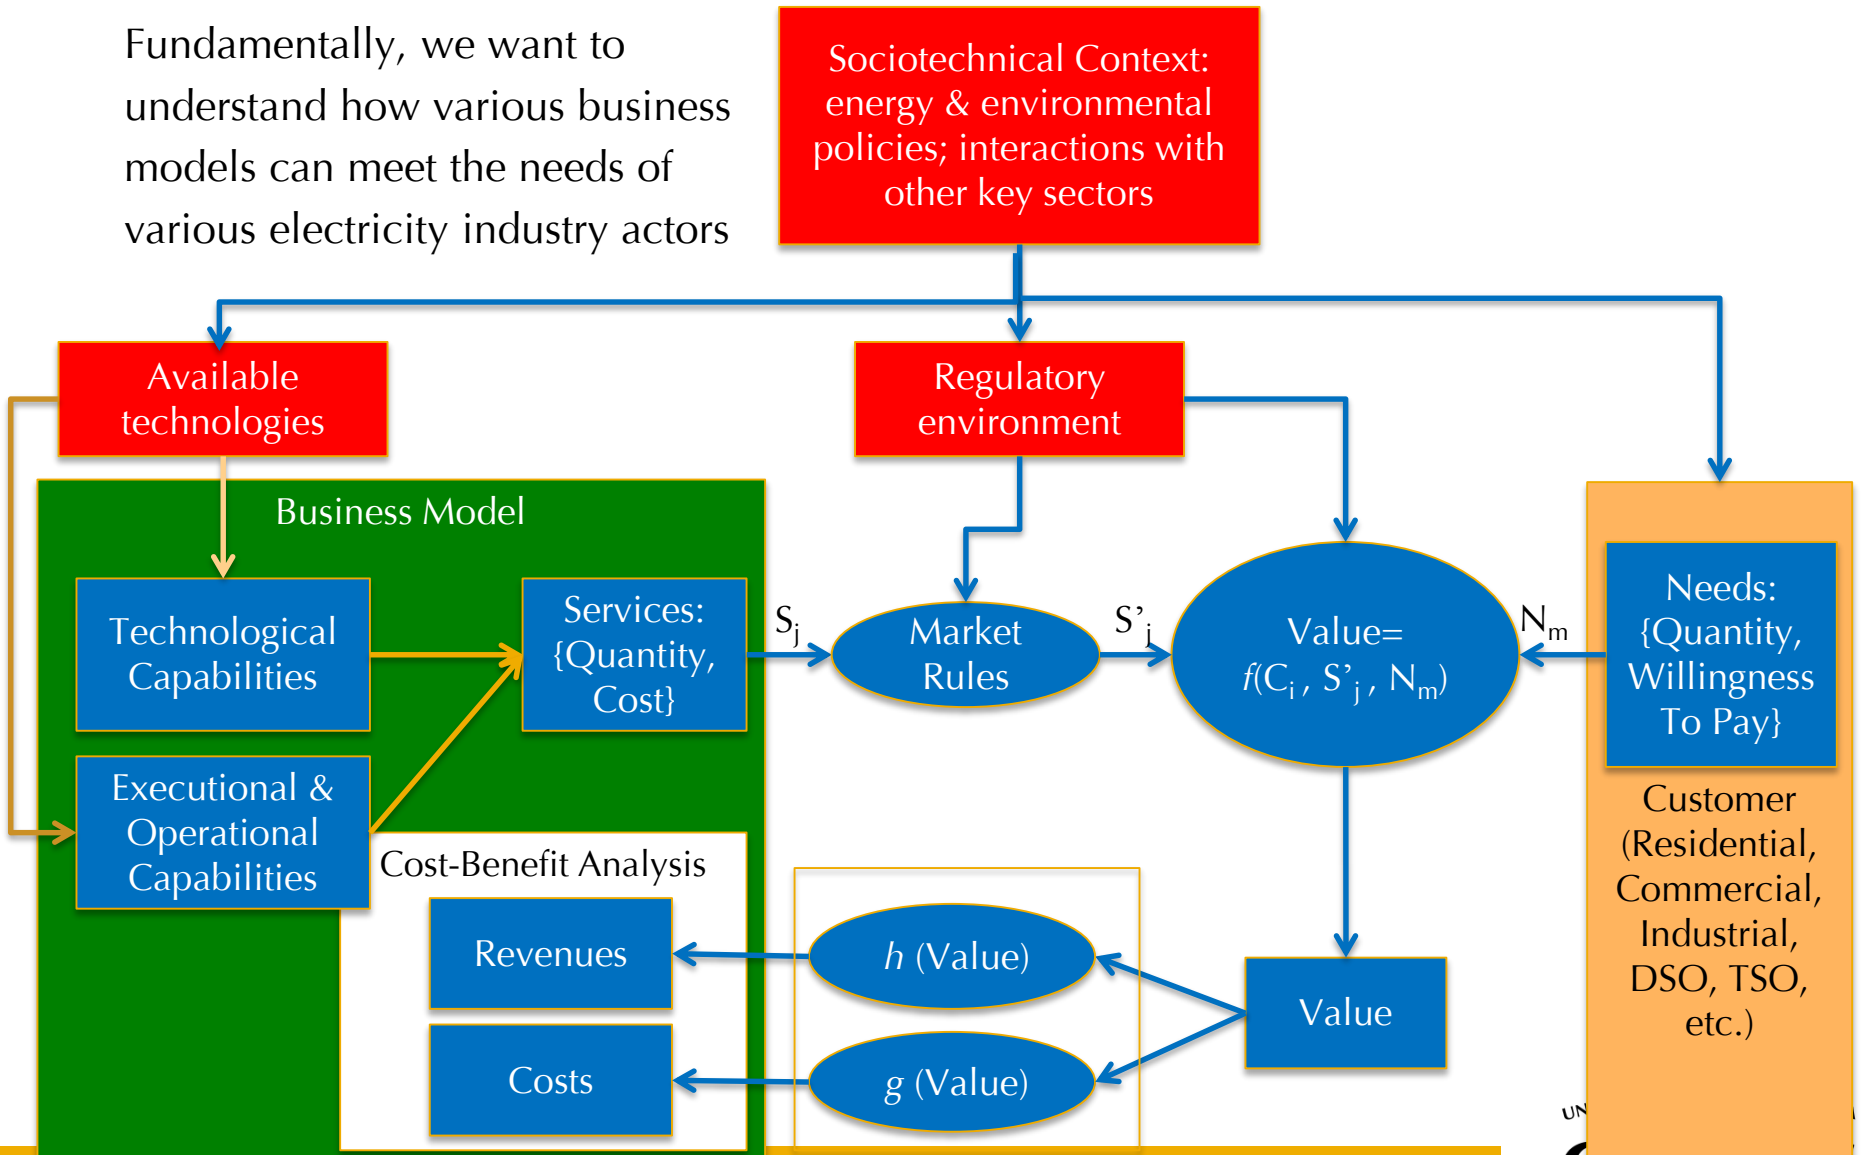 Fundamentally, we want to
understand how various business
models can meet the needs of
various electricity industry actors
Sociotechnical Context:
energy & environmental
policies; interactions with
other key sectors
Available
technologies
Regulatory
environment
Business Model
Technological
Capabilities
Services:
{Quantity,
Cost}
Sj
Market
Rules
S’j
Value=
f(Ci , S’j , Nm)
Nm
Needs:
{Quantity,
Willingness
To Pay}
Executional &
Operational
Capabilities
Customer
(Residential,
Commercial,
Industrial,
DSO, TSO,
etc.)
Cost-Benefit Analysis
Revenues
h (Value)
Value
Costs
g (Value)